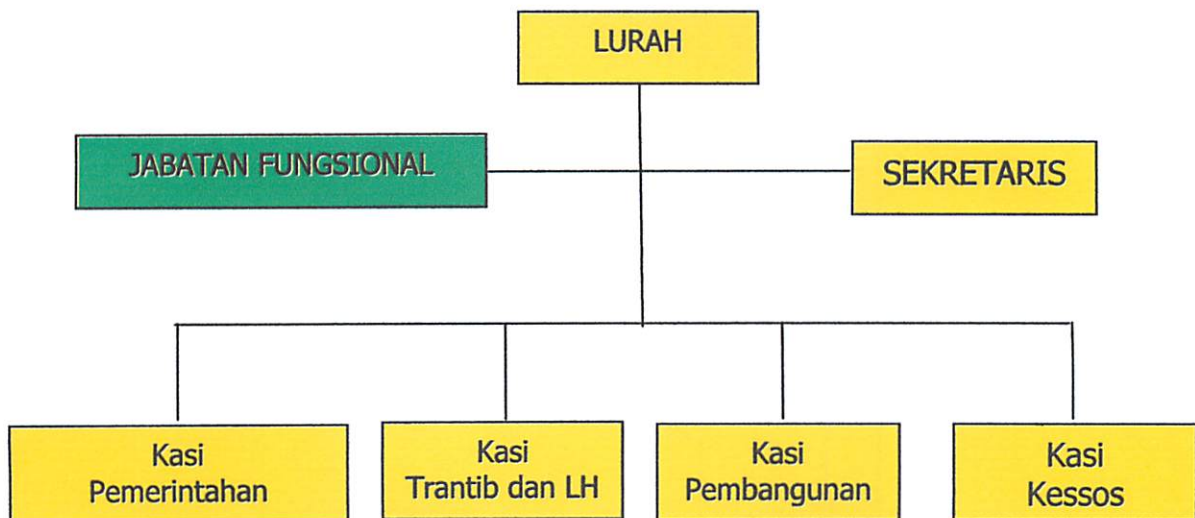 LURAH
JABATAN FUNGSIONAL
SEKRETARIS
Kasi
Pemerintahan
Kasi
Trantib dan LH
Kasi
Pembangunan
Kasi
Kessos